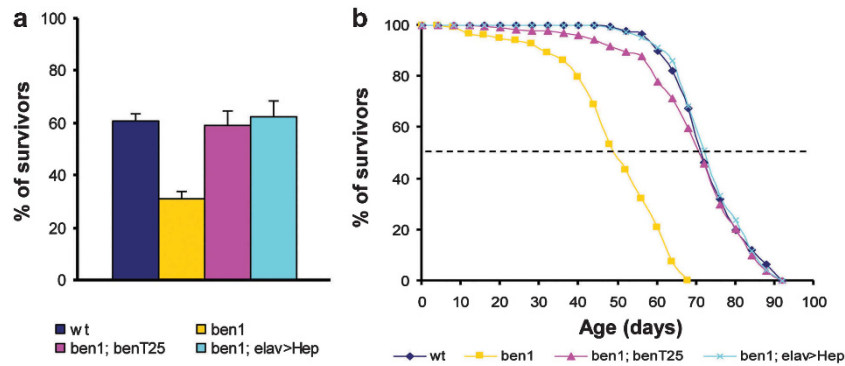 a
% of survivors
100
80
60
40
20
0
wt
ben1
ben1; benT25
ben1; elav>Hep
b
% of survivors
100
80
60
40
20
0
0 10 20 30 40 50 60 70 80 90 100
Age (days)
wt
ben1
ben1; benT25
ben1; elav>Hep